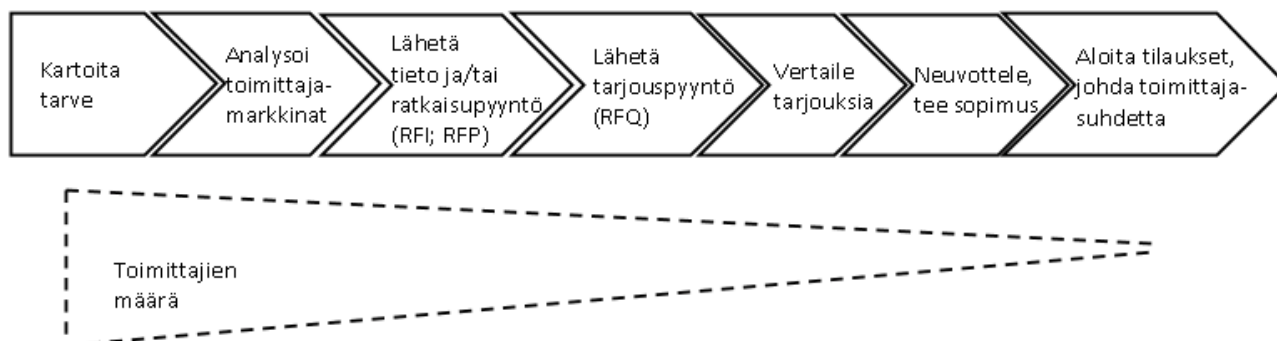 Kartoita
tarve
Analysoi
toimittaja-
markkinat
Lähetä
tieto ja/tai
ratkaisupyyntö
(RFI; RFP)
Lähetä
tarjouspyyntö
(RFQ)
Vertaile
tarjouksia
Neuvottele,
tee sopimus
Aloita tilaukset,
johda toimittaja-
suhdetta
Toimittajien
määrä